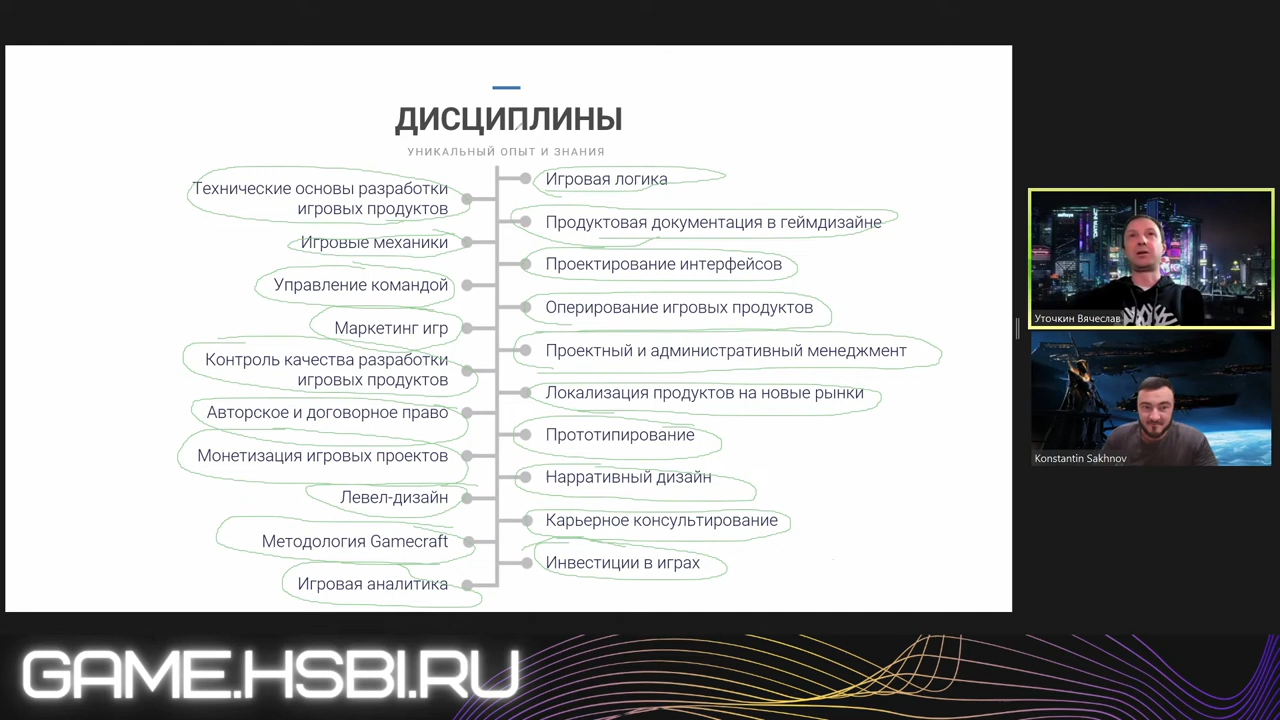 ДИСЦИПЛИНЫ
УНИКАЛЬНЫЙ ОПЫТ И ЗНАНИЯ
Технические основы разработки
игровых продуктов
Игровые механики
Управление командой
Маркетинг игр
Контроль качества разработки
игровых продуктов
Авторское и договорное право
Монетизация игровых проектов
Левел-дизайн
Методология Gamecraft
Игровая аналитика
Игровая логика
Продуктовая документация в геймдизайне
Проектирование интерфейсов
Оперирование игровых продуктов
Проектный и административный менеджмент
Локализация продуктов на новые рынки
Прототипирование
Нарративный дизайн
Карьерное консультирование
Инвестиции в играх
Уточкин Вячеслав
Konstantin Sakhnov
GAME.HSBI.RU